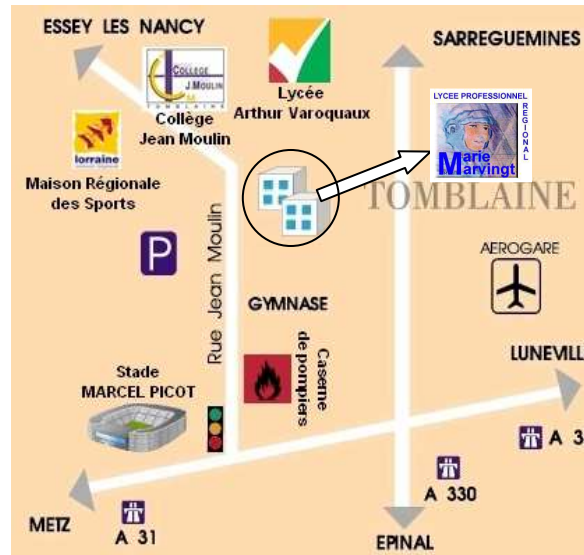 ESSEY LES NANCY
SARREGUEMINES
COLLEGE
J.MOULIN
TOMBLAINE
Collège
Jean Moulin
Lycée
Arthur Varoquaux
LYCEE PROFESSIONNEL
REGIONAL
Marie
Marvingt
lorraine
Maison Régionale
des Sports
TOMBLAINE
P
Rue Jean Moulin
AEROGARE
GYMNASE
Caserne
de pompiers
LUNEVILL
Stade
MARCEL PICOT
A 3
A 330
METZ
A 31
EPINAL